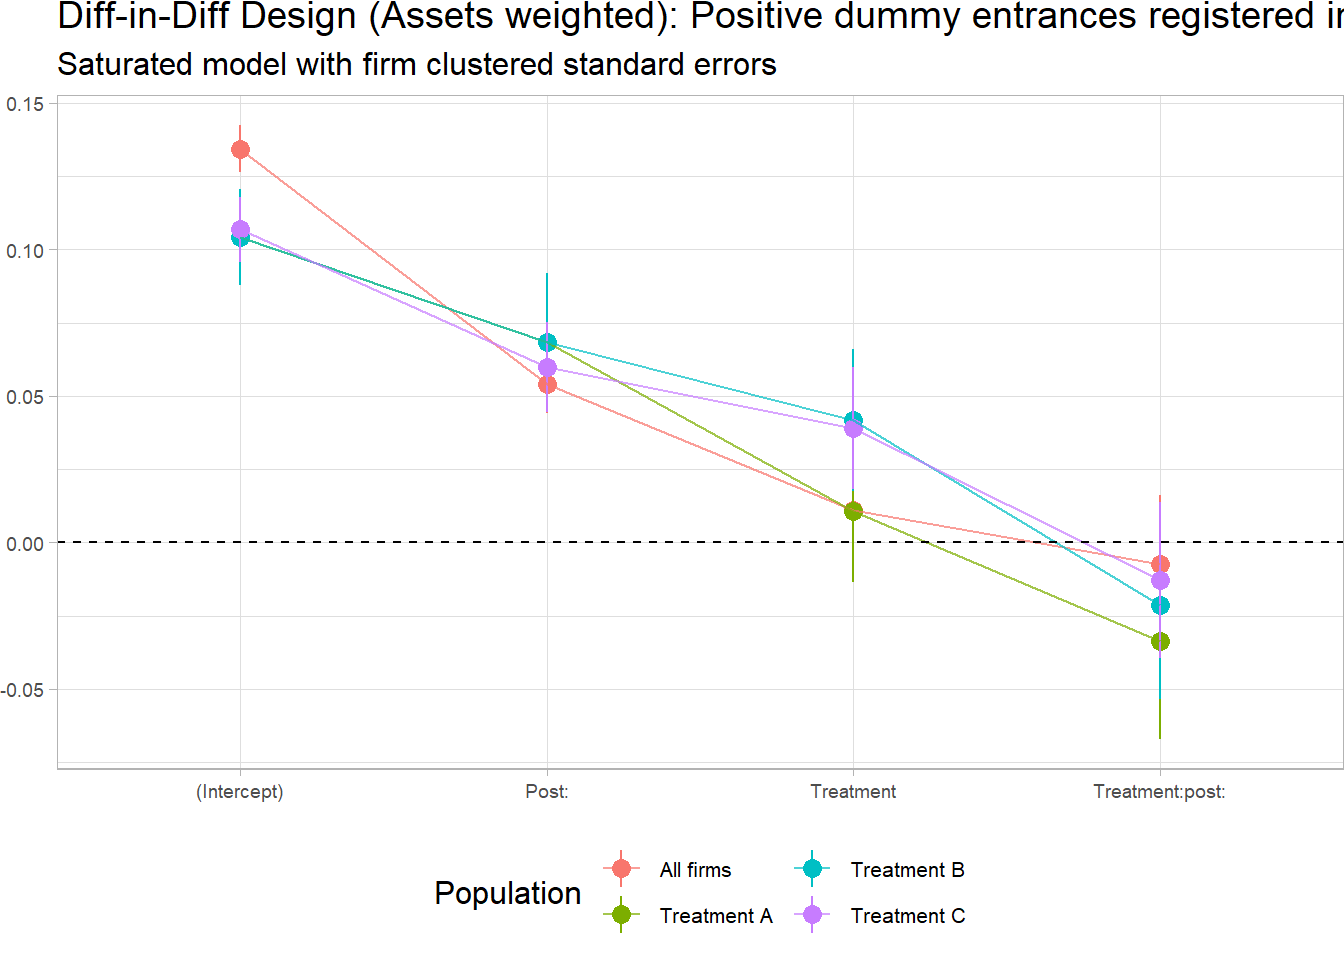 Diff-in-Diff Design (Assets weighted): Positive dummy entrances registered in
Saturated model with firm clustered standard errors
0.15
0.10
0.05
0.00
-0.05
(Intercept) Post: Treatment Treatment:post:
Population
All firms Treatment B
Treatment A Treatment C